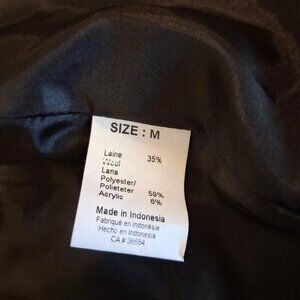 SIZE : M
Laine
Wool 35%
Lana
Polyester/
Polieteter 59%
Acrylic 6%
Made in Indonesia
Fabrique en Indonésie
Hecho en Indonesia
CA # 36554